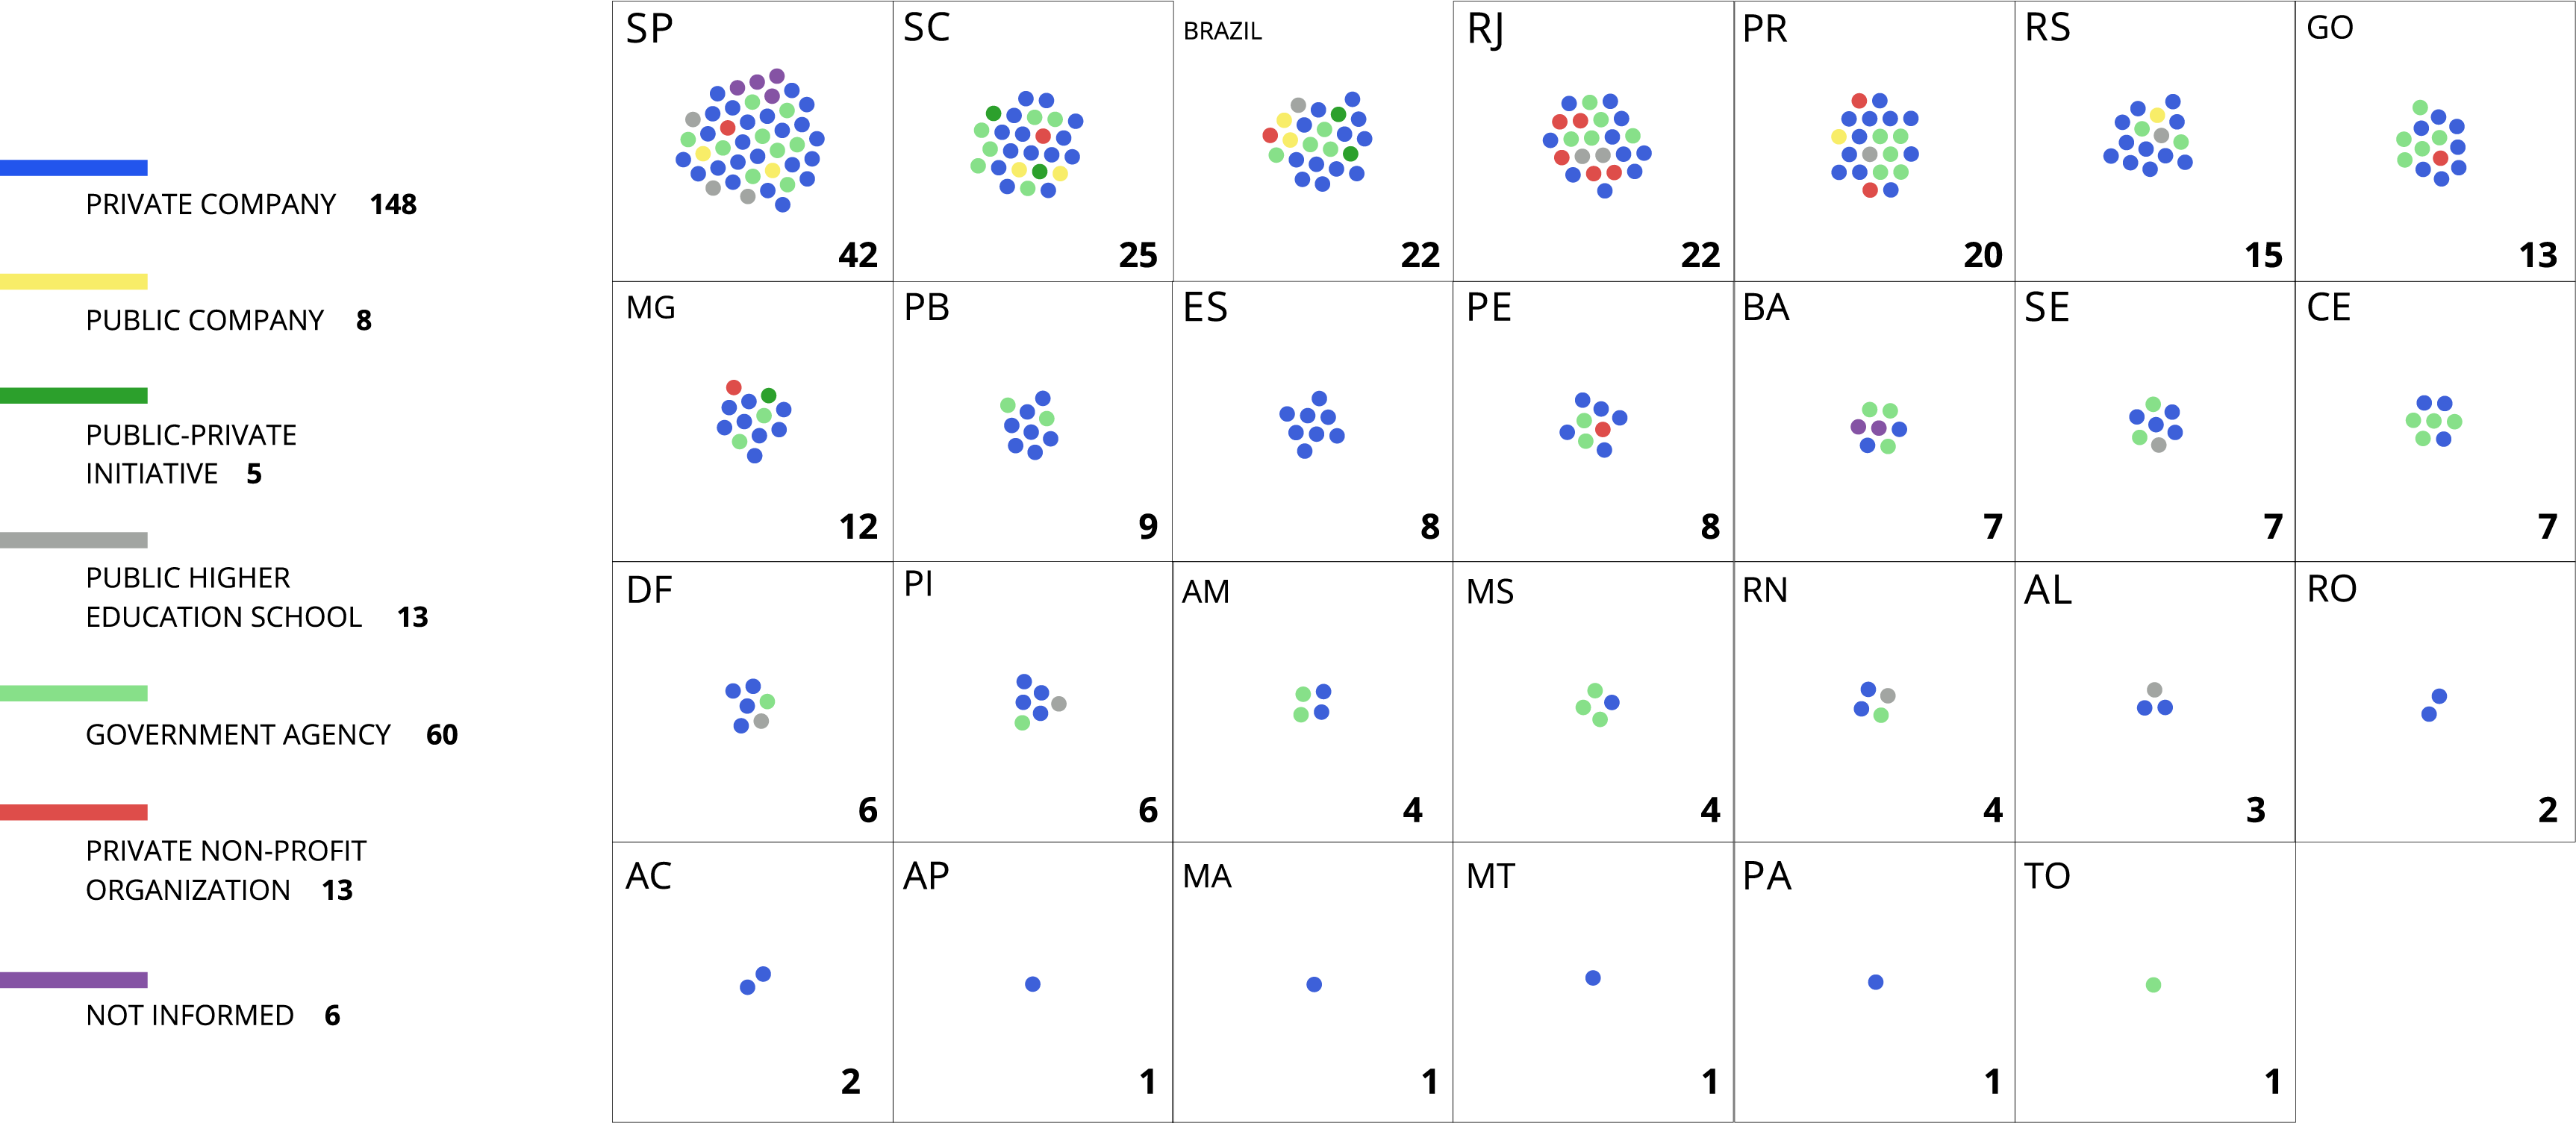 PRIVATE COMPANY 148
PUBLIC COMPANY 8
PUBLIC-PRIVATE
INITIATIVE 5
PUBLIC HIGHER
EDUCATION SCHOOL 13
GOVERNMENT AGENCY 60
PRIVATE NON-PROFIT
ORGANIZATION 13
NOT INFORMED 6
SP SC BRAZIL RJ PR RS GO
42 25 22 22 20 15 13
MG PB ES PE BA SE CE
12 9 8 8 7 7 7
DF PI AM MS RN AL RO
6 6 4 4 4 3 2
AC AP MA MT PA TO
2 1 1 1 1 1